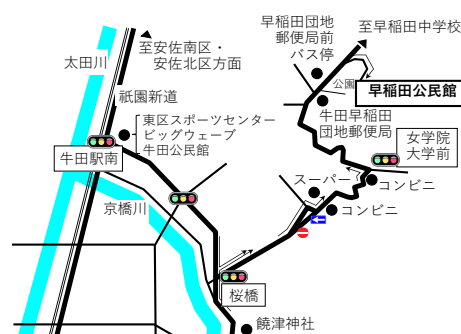 早稲田団地
郵便局前
バス停
至早稲田中学校
至安佐南区・
安佐北区方面
太田川
公園
早稲田公民館
祇園新道
東区スポーツセンター
ビッグウェーブ
牛田公民館
牛田早稲田
団地郵便局
女学院
大学前
牛田駅南
スーパー
コンビニ
京橋川
コンビニ
桜橋
饒津神社